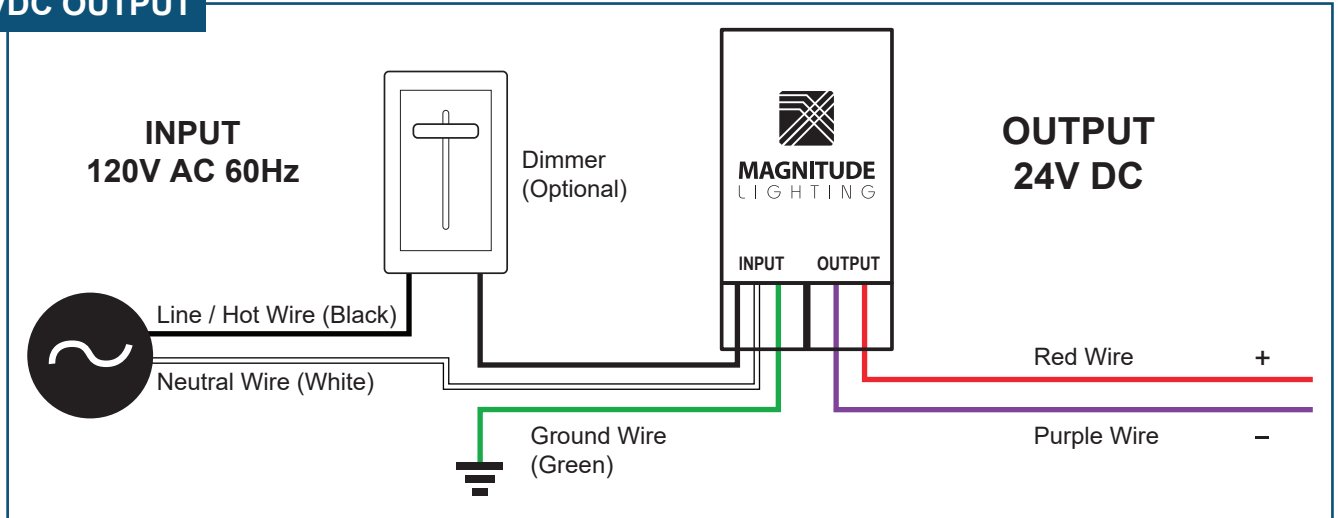 VDC OUTPUT
INPUT
120V AC 60Hz
Dimmer
(Optional)
MAGNITUDE
LIGHTING
INPUT OUTPUT
OUTPUT
24V DC
Line / Hot Wire (Black)
Neutral Wire (White)
Ground Wire
(Green)
Red Wire +
Purple Wire –